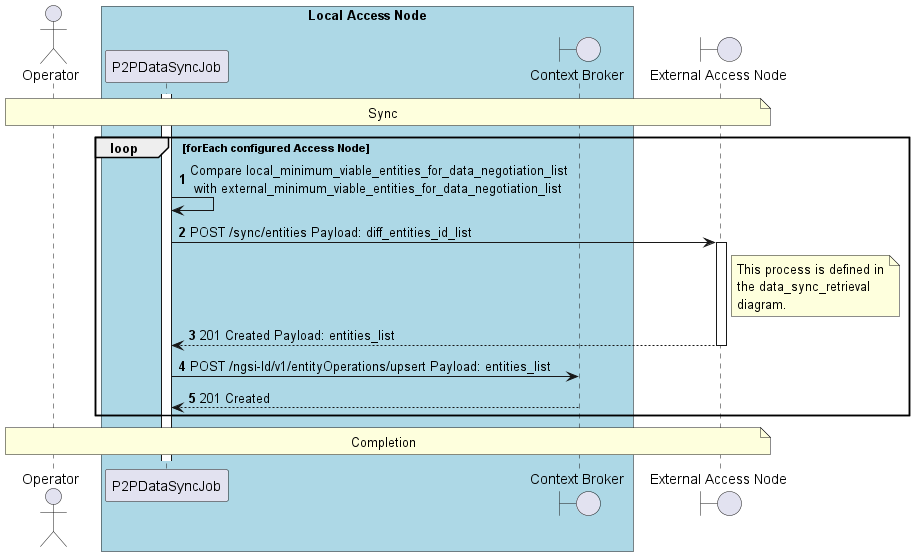 Local Access Node
Operator
P2PDataSyncJob
Context Broker
External Access Node
Sync
loop
[forEach configured Access Node]
1 Compare local_minimum_viable_entities_for_data_negotiation_list
with external_minimum_viable_entities_for_data_negotiation_list
2 POST /sync/entities Payload: diff_entities_id_list
This process is defined in
the data_sync_retrieval
diagram.
3 201 Created Payload: entities_list
4 POST /ngsi-ld/v1/entityOperations/upsert Payload: entities_list
5 201 Created
Completion
Operator
P2PDataSyncJob
Context Broker
External Access Node